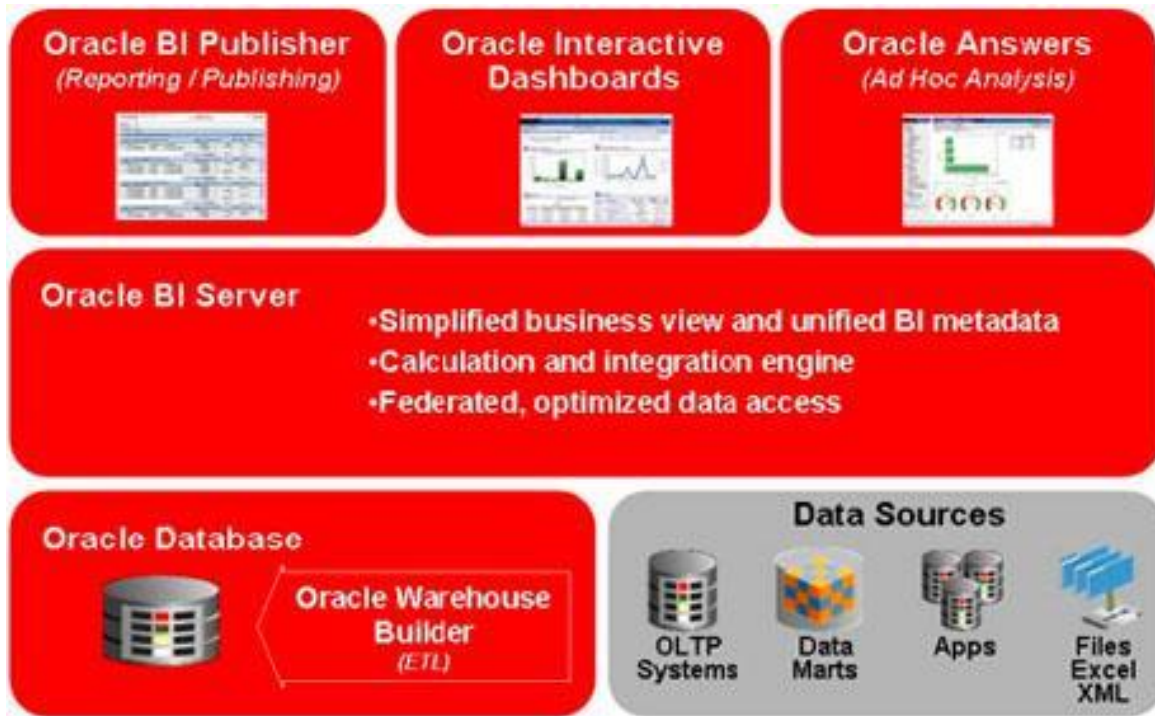 Oracle BI Publisher
(Reporting / Publishing)
Oracle Interactive
Dashboards
Oracle Answers
(Ad Hoc Analysis)
Oracle BI Server
•Simplified business view and unified BI metadata
•Calculation and integration engine
•Federated, optimized data access
Oracle Database
Oracle Warehouse
Builder
(ETL)
Data Sources
OLTP
Systems
Data
Marts
Apps
Files
Excel
XML